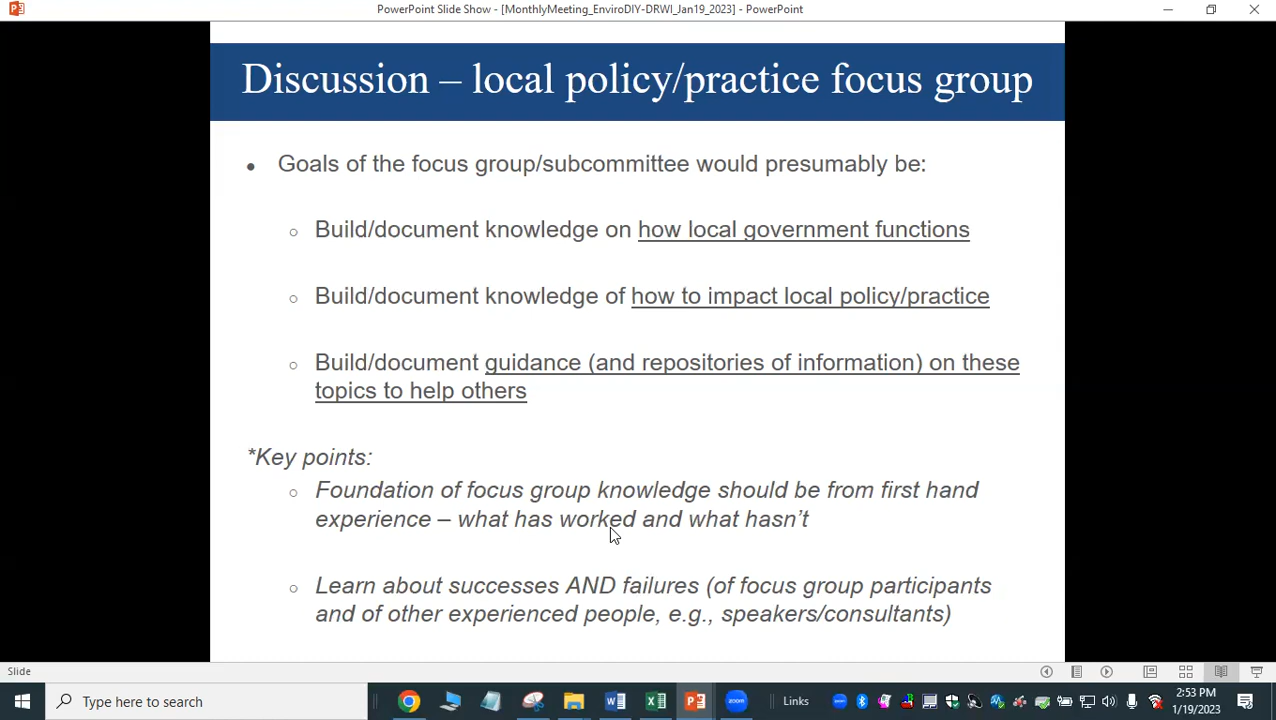 PowerPoint Slide Show - [MonthlyMeeting_EnviroDIY-DRWI_Jan19_2023] - PowerPoint
Discussion – local policy/practice focus group
• Goals of the focus group/subcommittee would presumably be:
○ Build/document knowledge on how local government functions
○ Build/document knowledge of how to impact local policy/practice
○ Build/document guidance (and repositories of information) on these
topics to help others
*Key points:
○ Foundation of focus group knowledge should be from first hand
experience – what has worked and what hasn’t
○ Learn about successes AND failures (of focus group participants
and of other experienced people, e.g., speakers/consultants)
Slide
Type here to search
Links
2:53 PM
1/19/2023